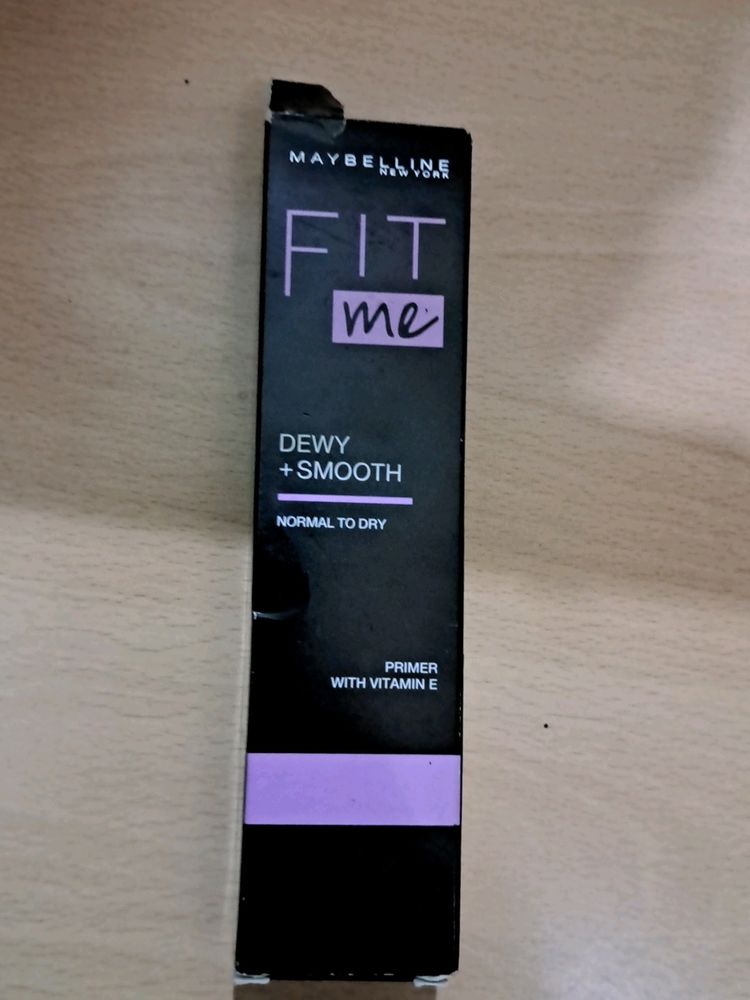 MAYBELLINE
NEW YORK
FIT
me
DEWY
+SMOOTH
NORMAL TO DRY
PRIMER
WITH VITAMIN E